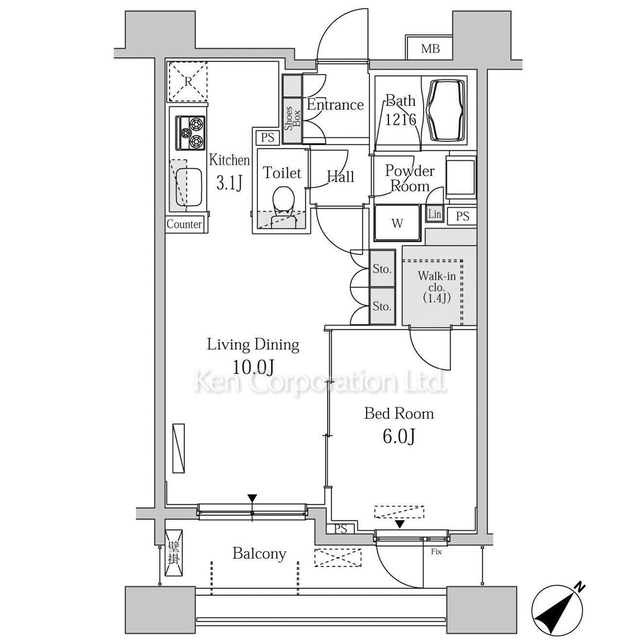 MB
R
Entrance
Shoes
Box
Bath
1216
PS
Kitchen
3.1J
Toilet
Hall
Powder
Room
Counter
W
Lin
PS
Sto.
Walk-in
clo.
(1.4J)
Sto.
Living Dining
10.0J
Ken Corporation Ltd.
Bed Room
6.0J
PS
Balcony
Fix
N